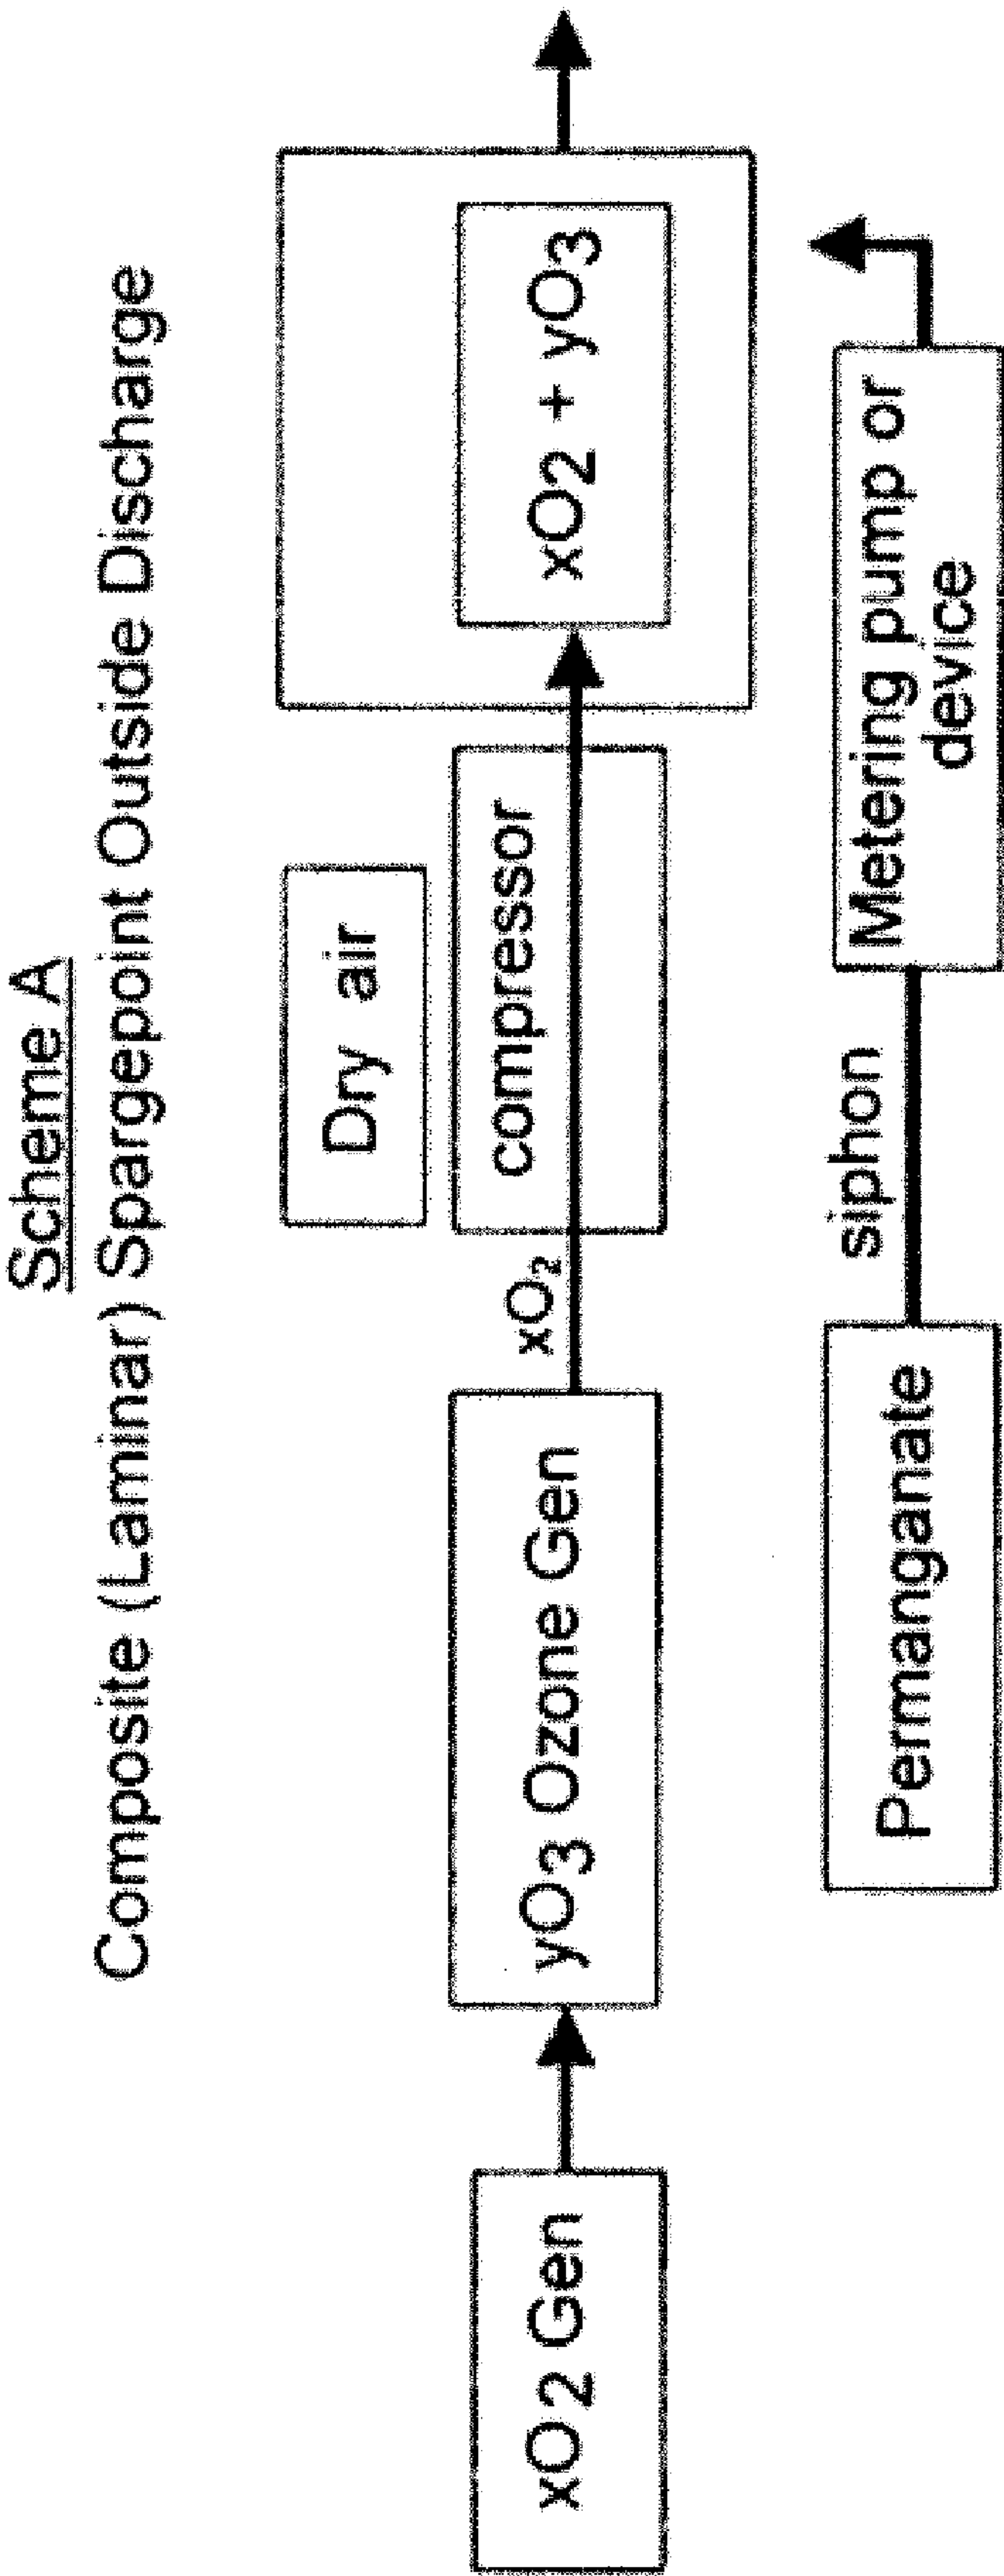 Scheme A
Composite (Laminar) Spargepoint Outside Discharge
Dry air
xO2 Gen
yO3 Ozone Gen
xO2
compressor
xO2 + yO3
Permanganate
siphon
Metering pump or
device